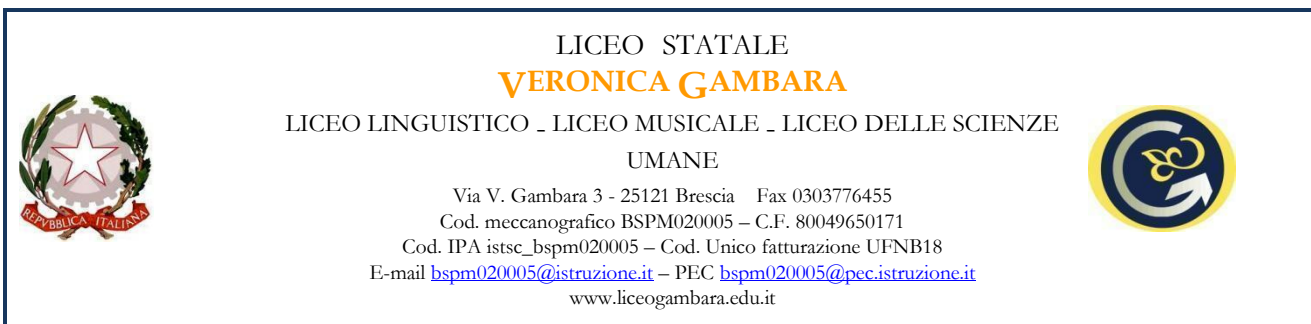 LICEO STATALE
VERONICA GAMBARA
LICEO LINGUISTICO - LICEO MUSICALE - LICEO DELLE SCIENZE
UMANE
Via V. Gambara 3 - 25121 Brescia Fax 0303776455
Cod. meccanografico BSPM020005 – C.F. 80049650171
Cod. IPA istsc_bspm020005 – Cod. Unico fatturazione UFNB18
E-mail bspm020005@istruzione.it – PEC bspm020005@pec.istruzione.it
www.liceogambara.edu.it
REPVBBLICA ITALIANA